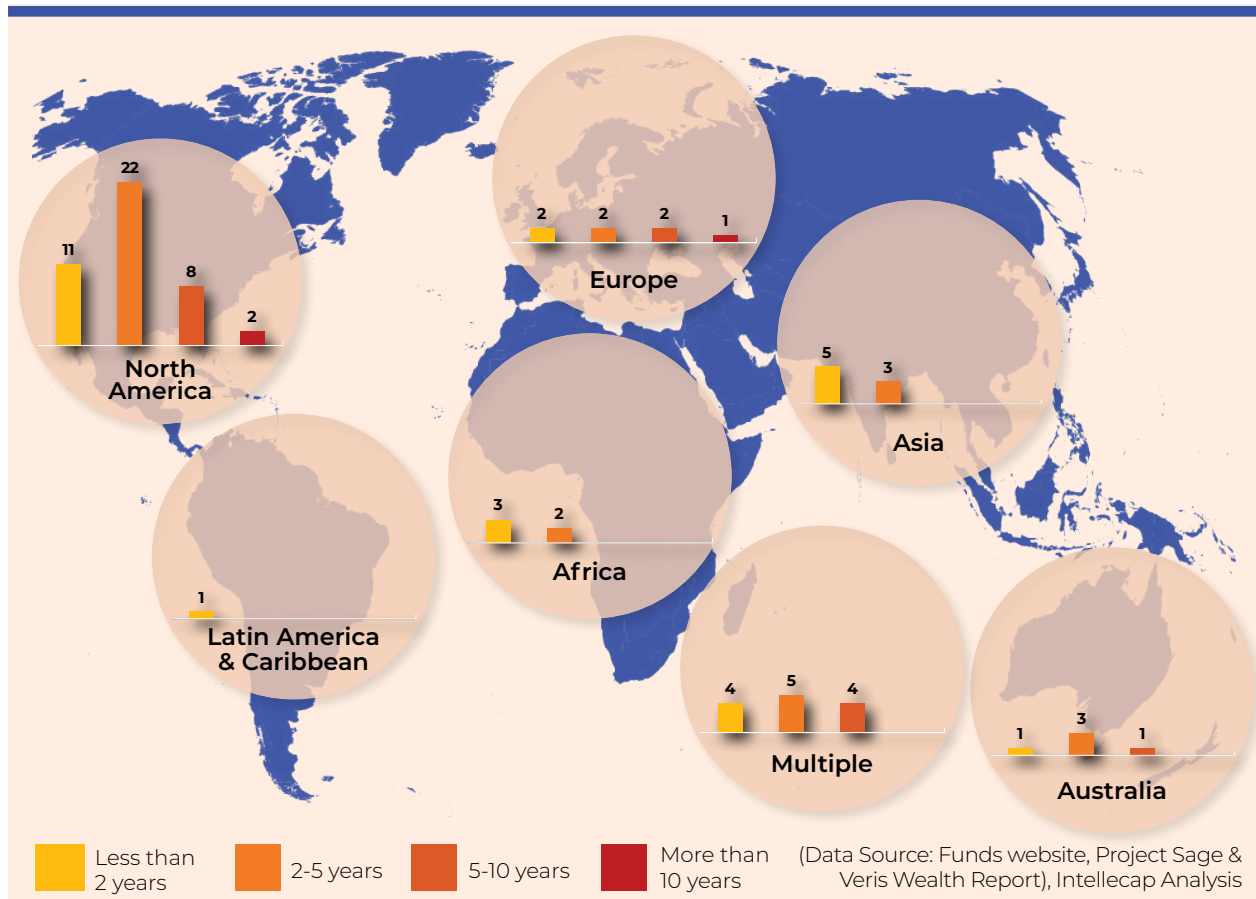 22
11
8
2
North
America
2
2
2
1
Europe
5
3
Asia
3
2
Africa
1
Latin America
& Caribbean
4
5
4
Multiple
1
3
1
Australia
Less than
2 years
2-5 years
5-10 years
More than
10 years
(Data Source: Funds website, Project Sage &
Veris Wealth Report), Intellecap Analysis